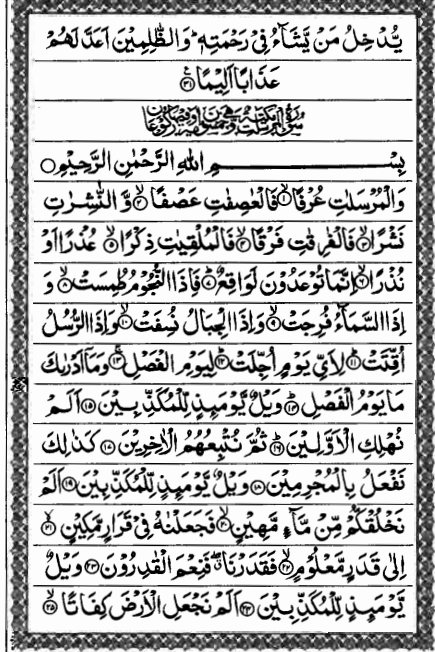 يُّدْخِلُ مَنْ يَّشَآءُ فِيْ رَحْمَتِهٖ ؕ وَالظّٰلِمِيْنَ اَعَدَّ لَهُمْ
عَذَابًا اَلِيْمًا ۳۱
سُوْرَةُ الْمُرْسَلٰتِ مَكِّيَّةٌ وَّهِيَ خَمْسُوْنَ اٰيَةً وَّفِيْهَا رُكُوْعَانِ
بِسْمِ اللّٰهِ الرَّحْمٰنِ الرَّحِيْمِ
وَالْمُرْسَلٰتِ عُرْفًا ۱ فَالْعٰصِفٰتِ عَصْفًا ۲ وَّ النّٰشِرٰتِ
نَشْرًا ۳ فَالْفٰرِقٰتِ فَرْقًا ۴ فَالْمُلْقِيٰتِ ذِكْرًا ۵ عُذْرًا اَوْ
نُذْرًا ۶ اِنَّمَا تُوْعَدُوْنَ لَوَاقِعٌ ۷ فَاِذَا النُّجُوْمُ طُمِسَتْ ۸ وَ
اِذَا السَّمَآءُ فُرِجَتْ ۹ وَاِذَا الْجِبَالُ نُسِفَتْ ۱۰ وَاِذَا الرُّسُلُ
اُقِّتَتْ ۱۱ لِاَيِّ يَوْمٍ اُجِّلَتْ ۱۲ لِيَوْمِ الْفَصْلِ ۱۳ وَمَآ اَدْرٰىكَ
مَا يَوْمُ الْفَصْلِ ۱۴ وَيْلٌ يَّوْمَئِذٍ لِّلْمُكَذِّبِيْنَ ۱۵ اَلَمْ
نُهْلِكِ الْاَوَّلِيْنَ ۱۶ ثُمَّ نُتْبِعُهُمُ الْاٰخِرِيْنَ ۱۷ كَذٰلِكَ
نَفْعَلُ بِالْمُجْرِمِيْنَ ۱۸ وَيْلٌ يَّوْمَئِذٍ لِّلْمُكَذِّبِيْنَ ۱۹ اَلَمْ
نَخْلُقْكُّمْ مِّنْ مَّآءٍ مَّهِيْنٍ ۲۰ فَجَعَلْنٰهُ فِيْ قَرَارٍ مَّكِيْنٍ ۲۱
اِلٰى قَدَرٍ مَّعْلُوْمٍ ۲۲ فَقَدَرْنَا ۖ فَنِعْمَ الْقٰدِرُوْنَ ۲۳ وَيْلٌ
يَّوْمَئِذٍ لِّلْمُكَذِّبِيْنَ ۲۴ اَلَمْ نَجْعَلِ الْاَرْضَ كِفَاتًا ۲۵